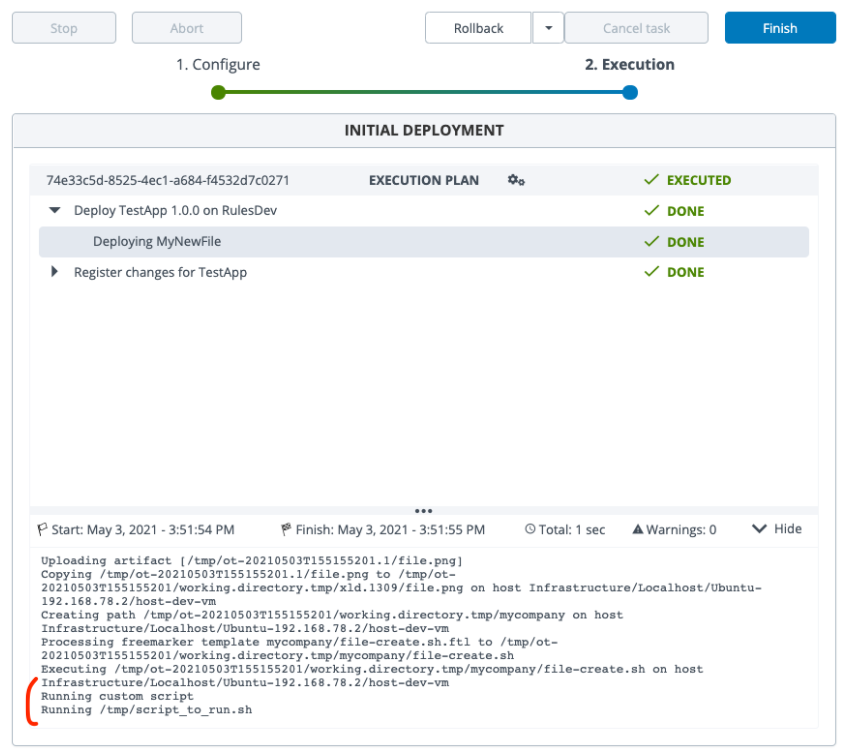 Stop
Abort
Rollback
Cancel task
Finish
1. Configure
2. Execution
INITIAL DEPLOYMENT
74e33c5d-8525-4ec1-a684-f4532d7c0271 EXECUTION PLAN EXECUTED
Deploy TestApp 1.0.0 on RulesDev DONE
Deploying MyNewFile DONE
Register changes for TestApp DONE
Start: May 3, 2021 - 3:51:54 PM Finish: May 3, 2021 - 3:51:55 PM Total: 1 sec Warnings: 0 Hide
Uploading artifact [/tmp/ot-20210503T155155201.1/file.png]
Copying /tmp/ot-20210503T155155201.1/file.png to /tmp/ot-
20210503T155155201/working.directory.tmp/xld.1309/file.png on host Infrastructure/Localhost/Ubuntu-
192.168.78.2/host-dev-vm
Creating path /tmp/ot-20210503T155155201/working.directory.tmp/mycompany on host
Infrastructure/Localhost/Ubuntu-192.168.78.2/host-dev-vm
Processing freemarker template mycompany/file-create.sh.ftl to /tmp/ot-
20210503T155155201/working.directory.tmp/mycompany/file-create.sh
Executing /tmp/ot-20210503T155155201/working.directory.tmp/mycompany/file-create.sh on host
Infrastructure/Localhost/Ubuntu-192.168.78.2/host-dev-vm
Running custom script
Running /tmp/script_to_run.sh